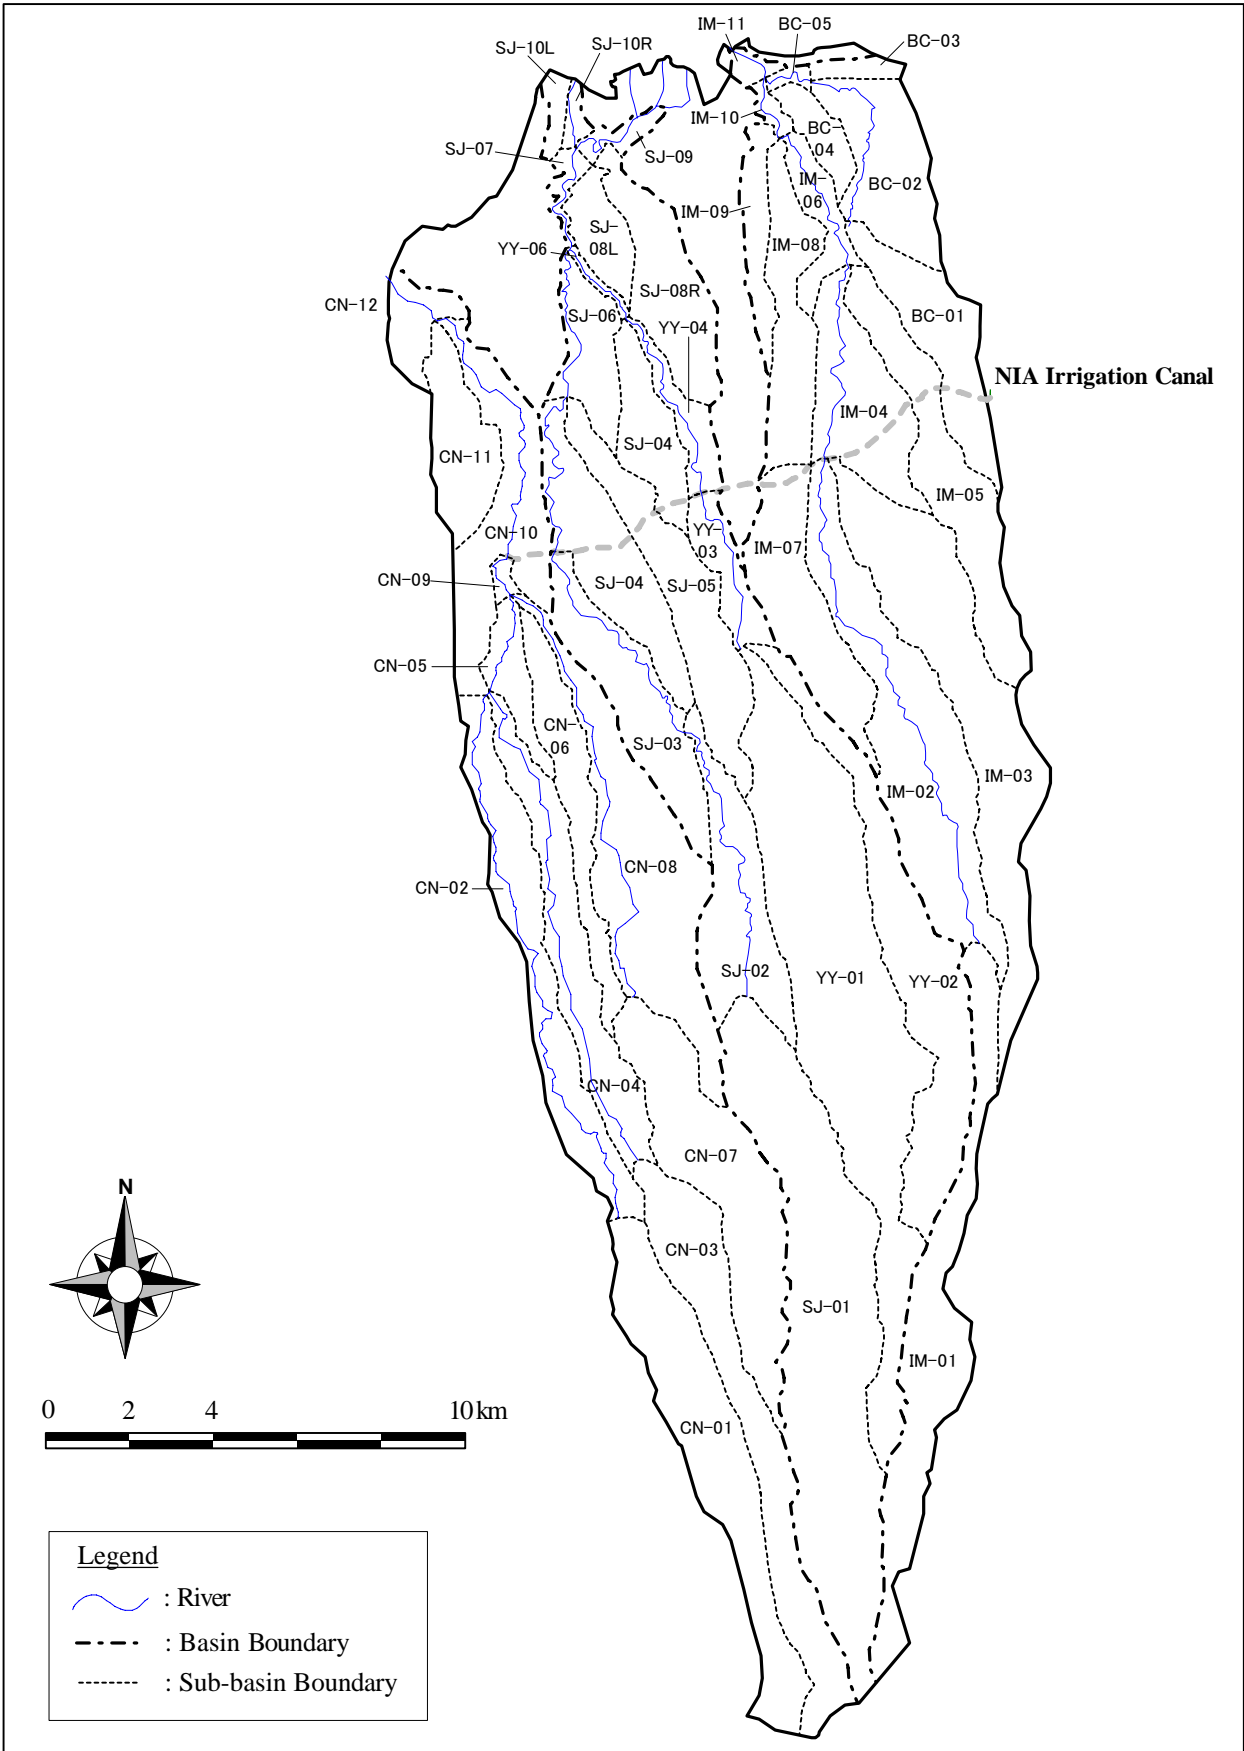 IM-11
BC-05
BC-03
SJ-10L
SJ-10R
IM-10
BC-
04
SJ-07
SJ-09
IM-
06
BC-02
IM-09
SJ-
08L
IM-08
YY-06
SJ-08R
CN-12
SJ-06
YY-04
BC-01
NIA Irrigation Canal
IM-04
SJ-04
CN-11
IM-05
CN-10
YY-
03
IM-07
CN-09
SJ-04
SJ-05
CN-05
CN-
06
SJ-03
IM-03
IM-02
CN-08
CN-02
SJ-02
YY-01
YY-02
CN-04
CN-07
N
CN-03
SJ-01
IM-01
CN-01
0 2 4 10km
Legend
: River
: Basin Boundary
: Sub-basin Boundary